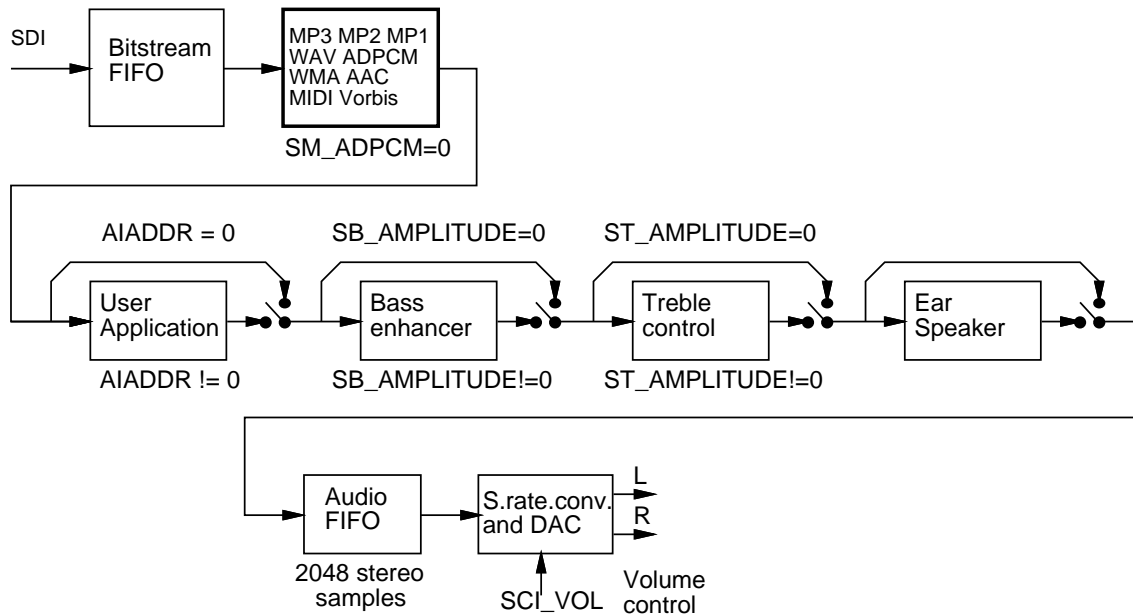 SDI
Bitstream
FIFO
MP3 MP2 MP1
WAV ADPCM
WMA AAC
MIDI Vorbis
SM_ADPCM=0
AIADDR = 0
SB_AMPLITUDE=0
ST_AMPLITUDE=0
User
Application
Bass
enhancer
Treble
control
Ear
Speaker
AIADDR != 0
SB_AMPLITUDE!=0
ST_AMPLITUDE!=0
Audio
FIFO
S.rate.conv.
and DAC
L
R
2048 stereo
samples
SCI_VOL
Volume
control